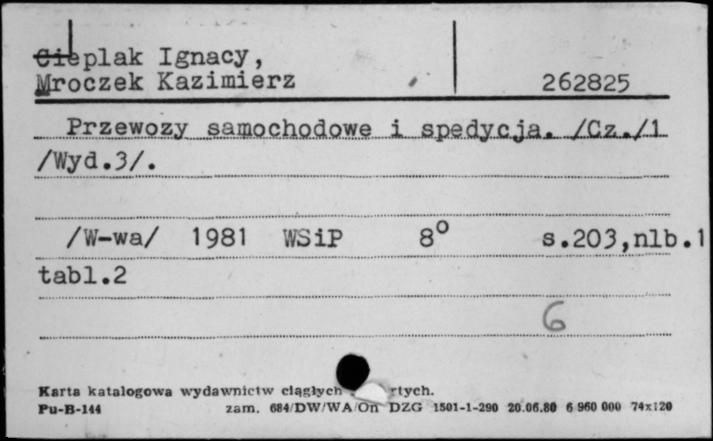 Cieplak Ignacy,
Mroczek Kazimierz 262825
Przewozy samochodowe i spedycja. /Cz./1
/Wyd.3/.
/W-wa/ 1981 WSiP 8° s.203,nlb.1
tabl.2
6
Karta katalogowa wydawnictw ciągłych rtych.
Pu-B-144 zam. 684/DW/WA/On DZG 1501-1-290 20.06.80 6 960 000 74x120